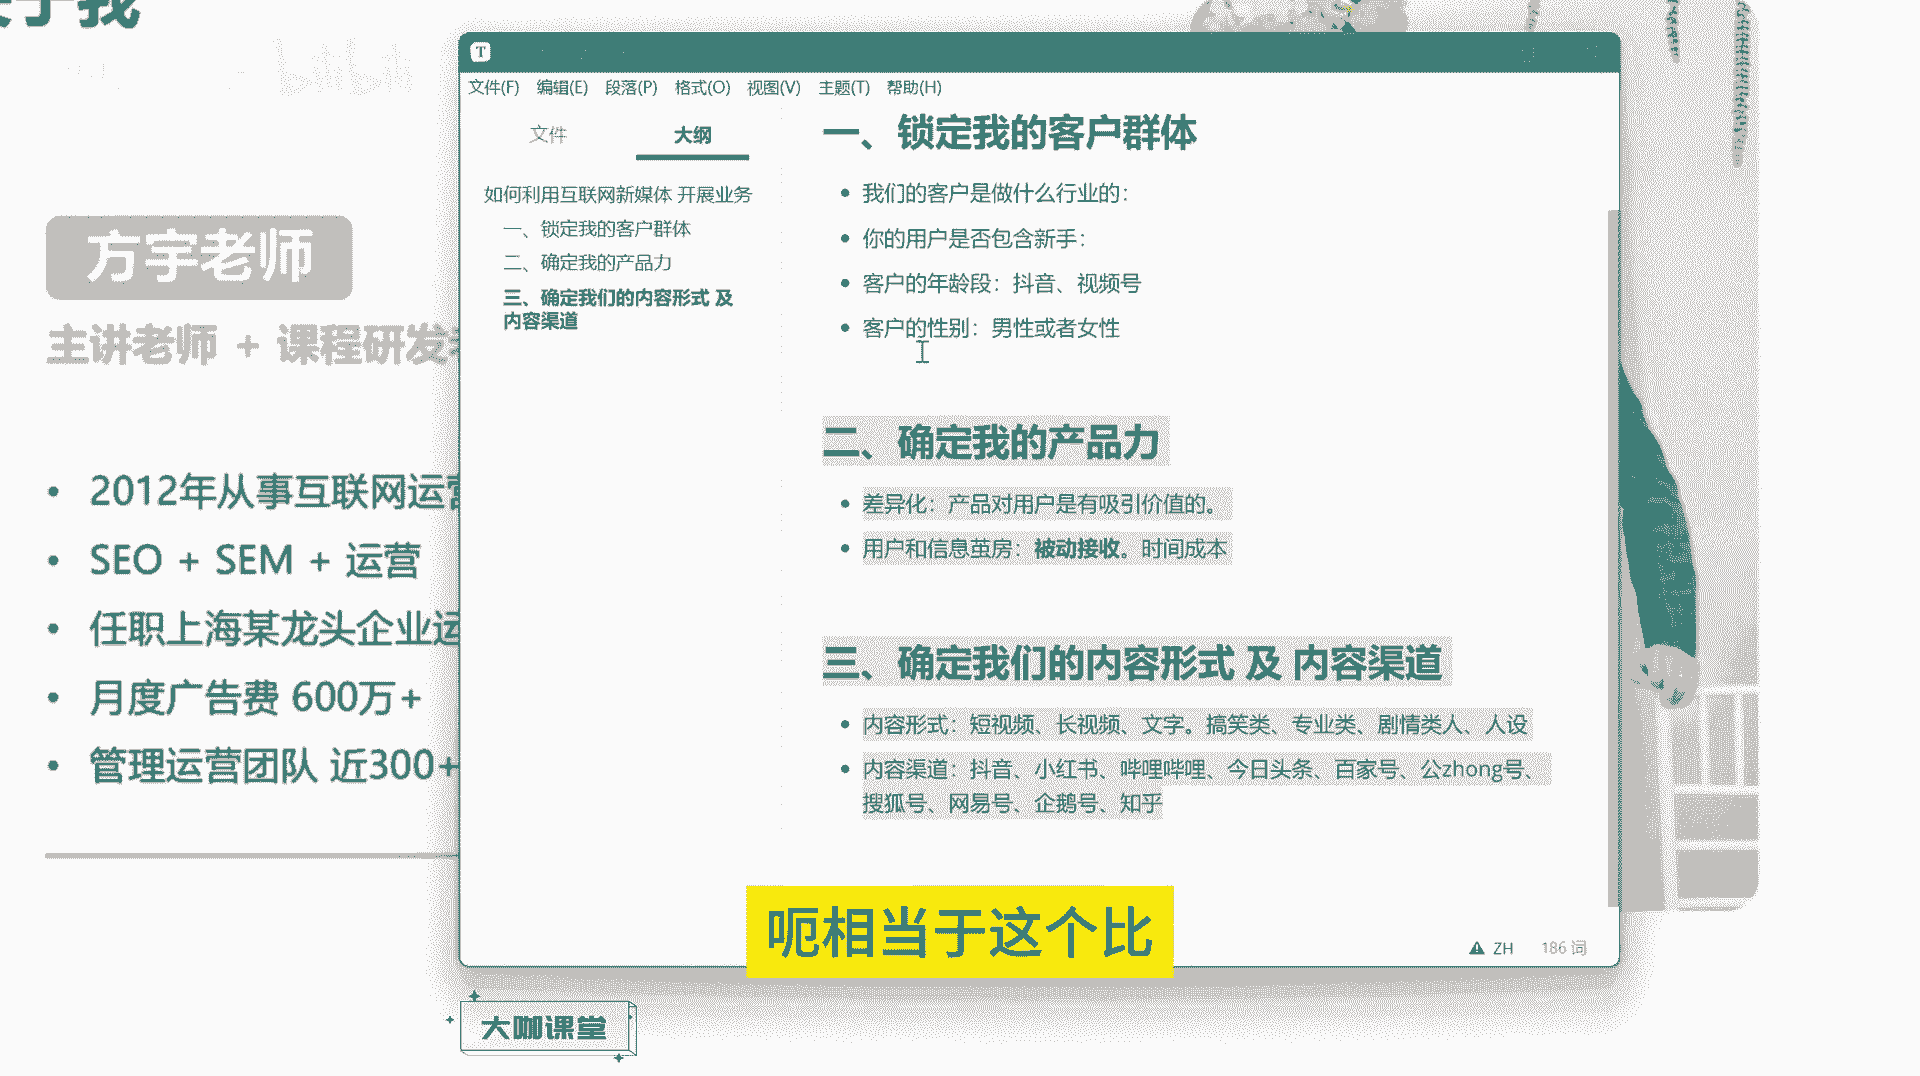 于我
bilibili
方宇老师
主讲老师 + 课程研发
• 2012年从事互联网运营
• SEO + SEM + 运营
• 任职上海某龙头企业运
• 月度广告费 600万+
• 管理运营团队 近300+
T
文件(F) 编辑(E) 段落(P) 格式(O) 视图(V) 主题(T) 帮助(H)
文件 大纲
如何利用互联网新媒体 开展业务
一、锁定我的客户群体
二、确定我的产品力
三、确定我们的内容形式 及
内容渠道
一、锁定我的客户群体
• 我们的客户是做什么行业的：
• 你的用户是否包含新手：
• 客户的年龄段：抖音、视频号
• 客户的性别：男性或者女性
二、确定我的产品力
• 差异化：产品对用户是有吸引价值的。
• 用户和信息茧房：被动接收。时间成本
三、确定我们的内容形式 及 内容渠道
• 内容形式：短视频、长视频、文字。搞笑类、专业类、剧情类人、人设
• 内容渠道：抖音、小红书、哔哩哔哩、今日头条、百家号、公zhong号、
搜狐号、网易号、企鹅号、知乎
ZH 186 词
呃相当于这个比
大咖课堂